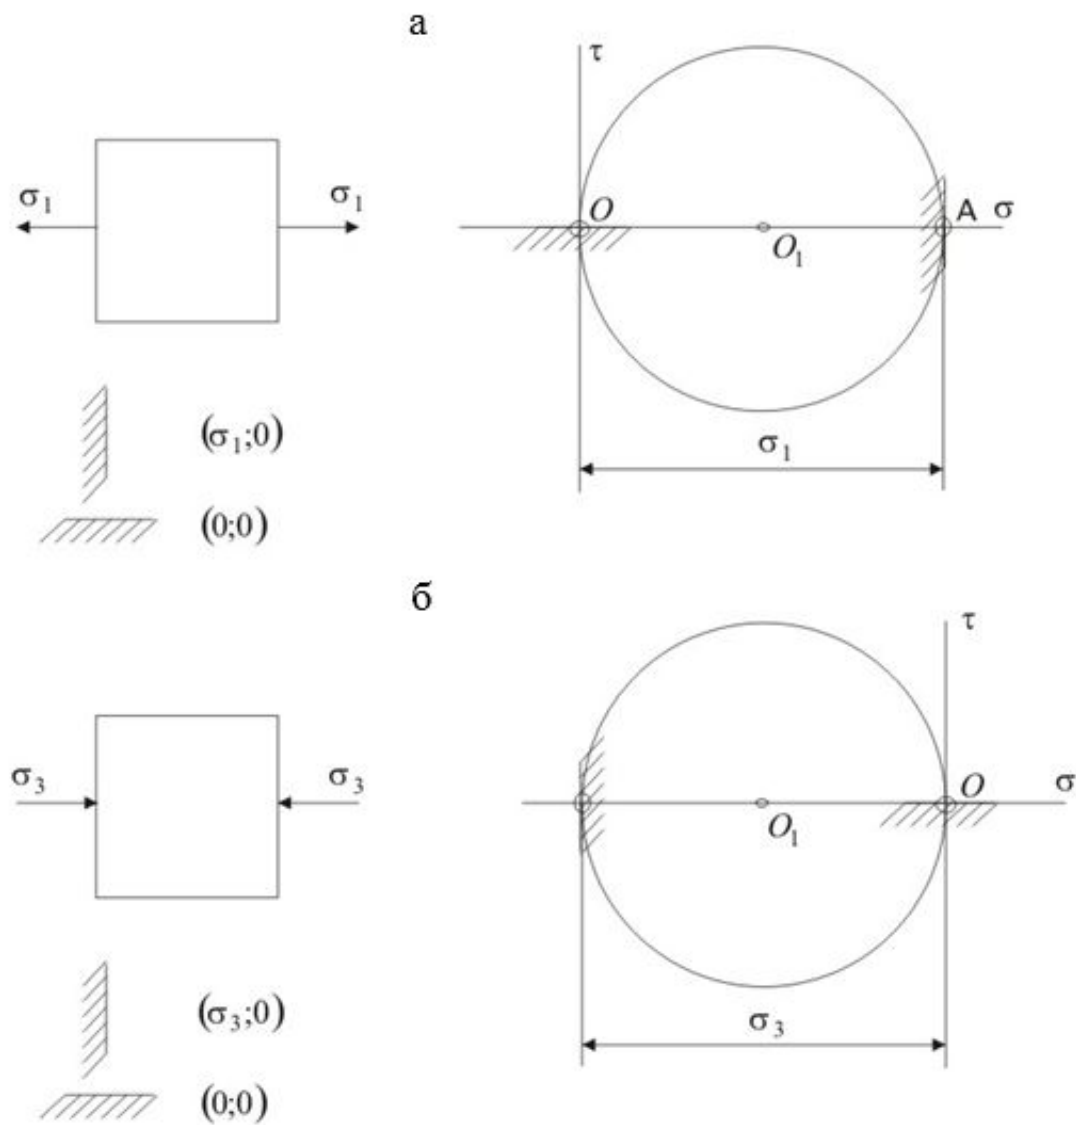 а
τ
σ₁ σ₁
O A σ
O₁
(σ₁;0)
σ₁
(0;0)
б
τ
σ₃ σ₃
O σ
O₁
(σ₃;0)
σ₃
(0;0)